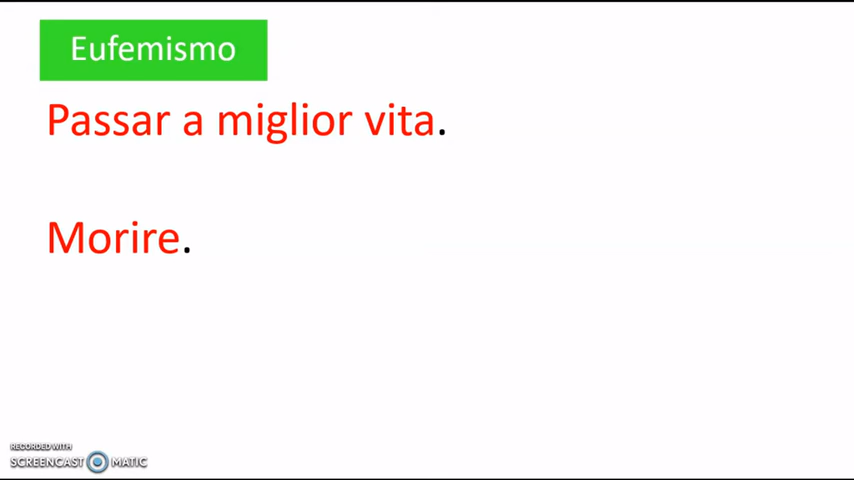 Eufemismo
Passar a miglior vita.
Morire.
RECORDED WITH
SCREENCAST MATIC